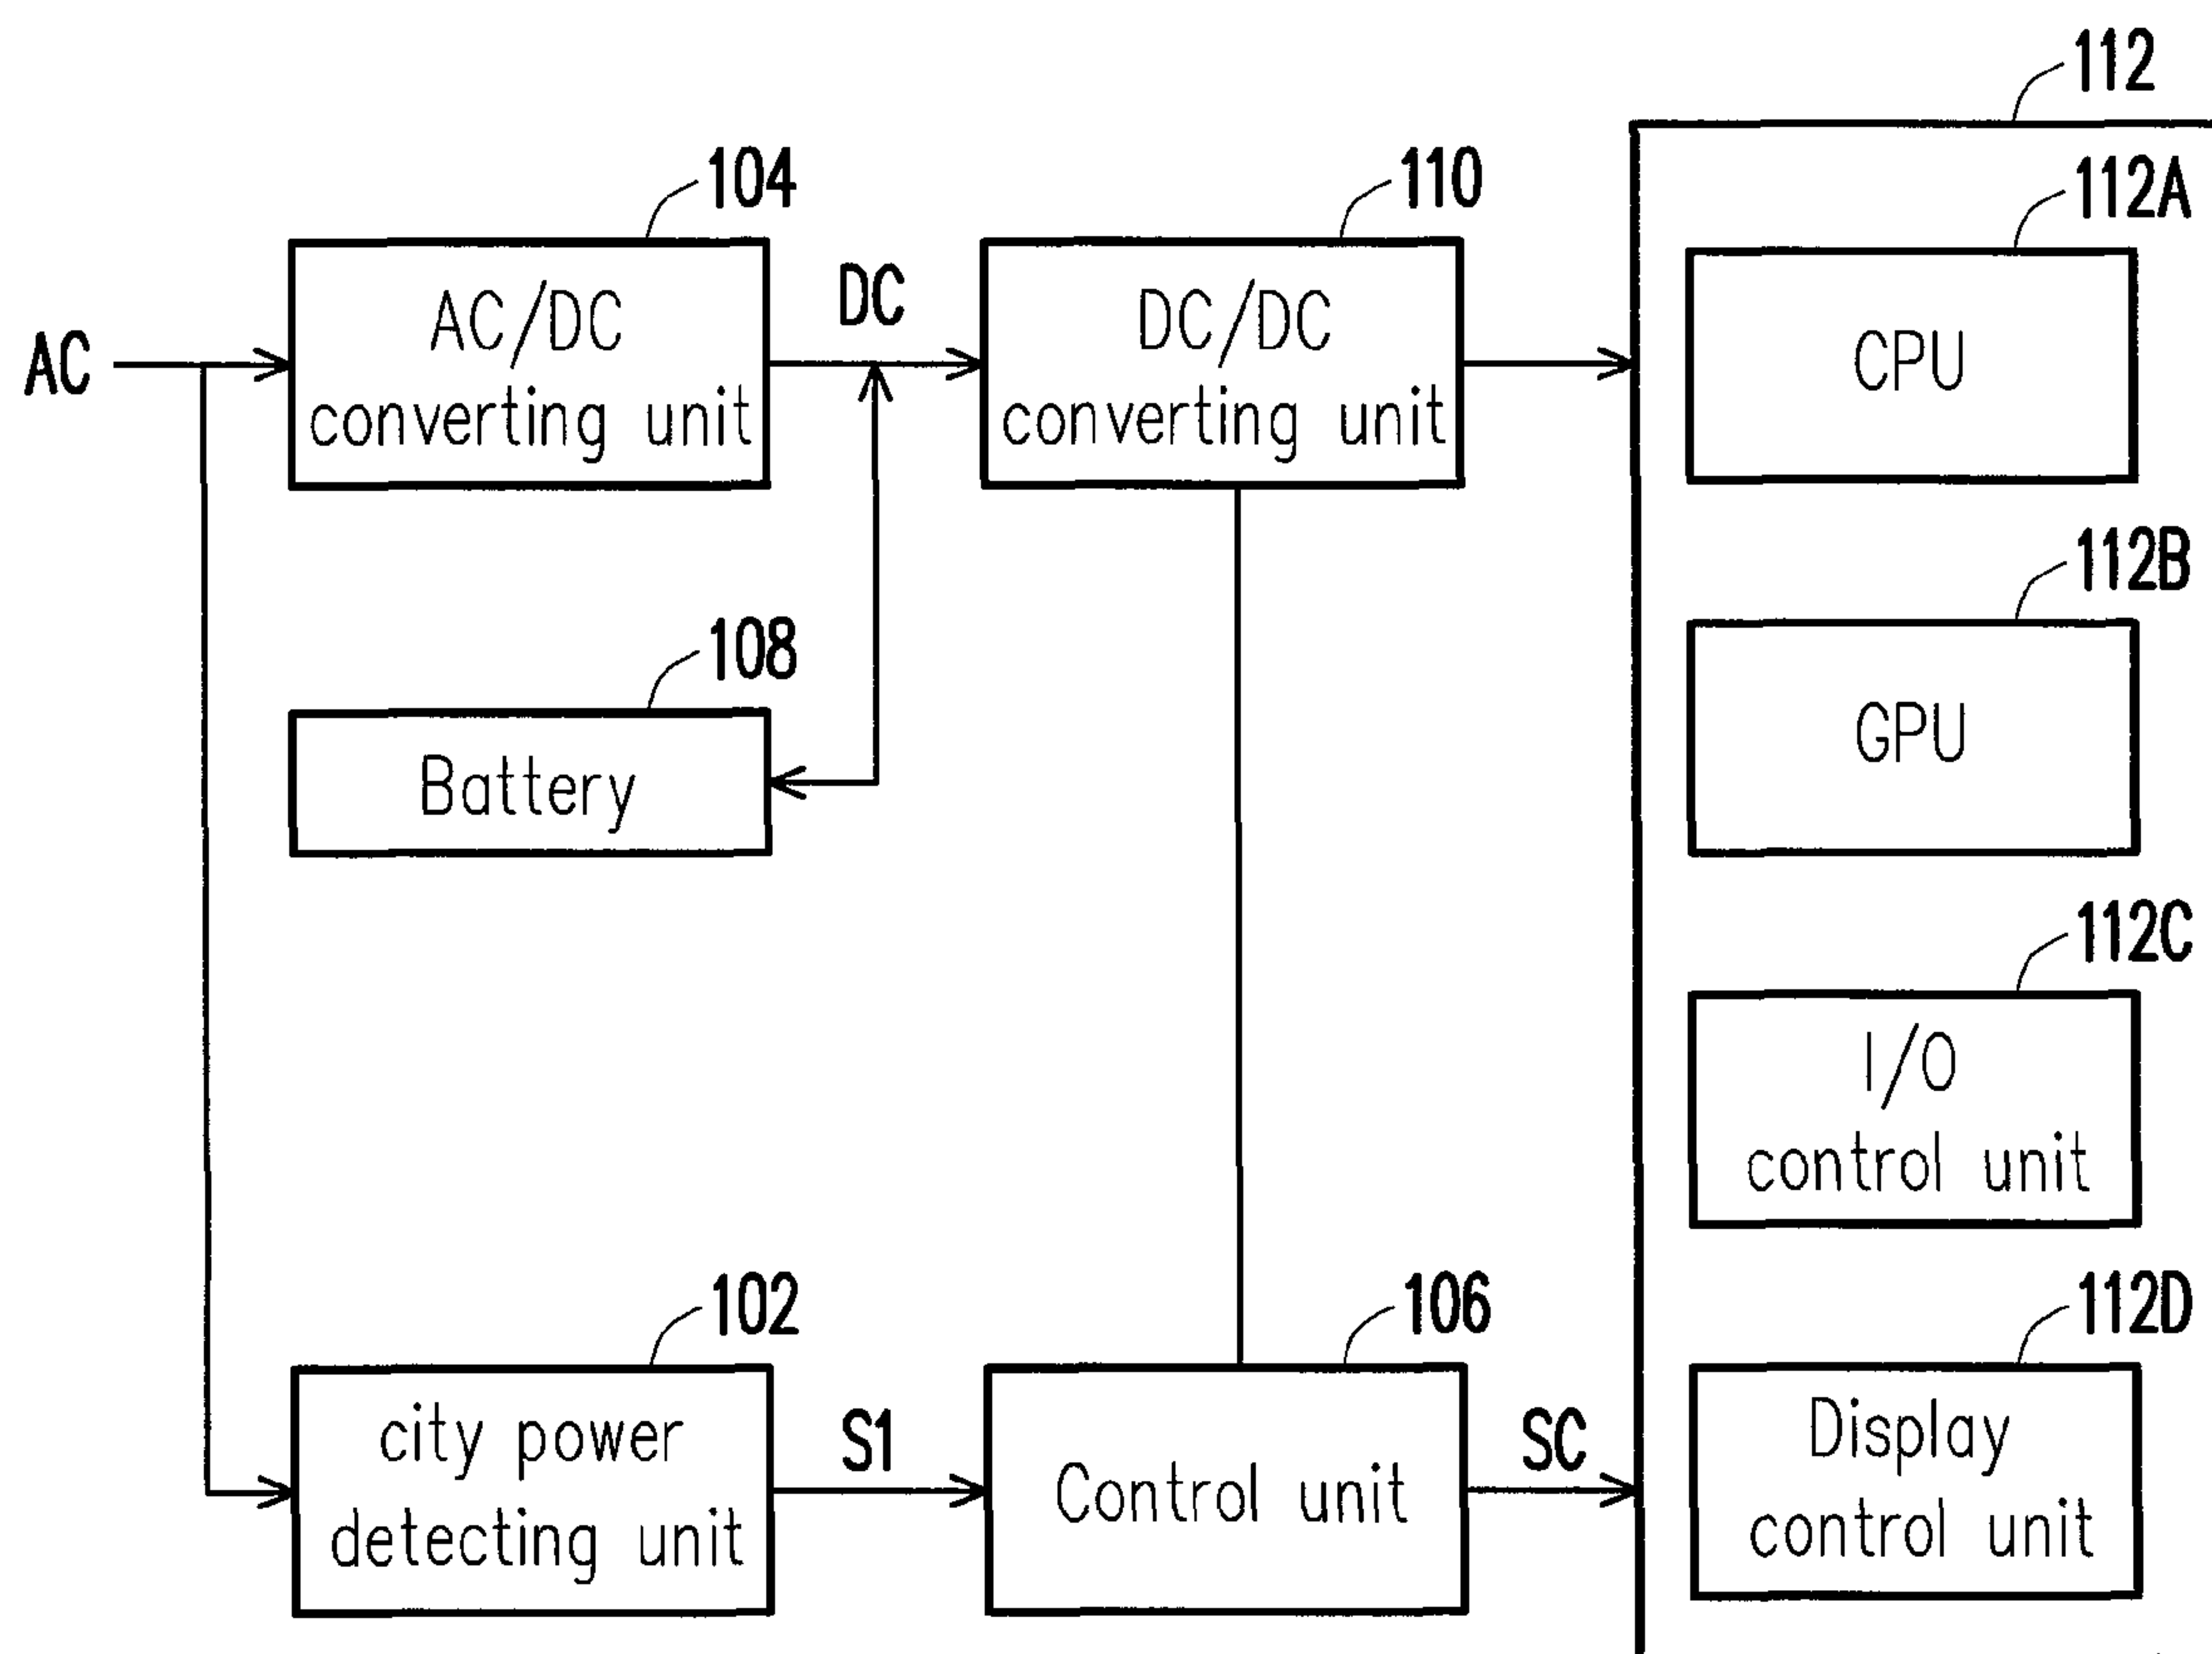 112
104
110
112A
AC
AC/DC
converting unit
DC
DC/DC
converting unit
CPU
108
Battery
112B
GPU
112C
I/O
control unit
102
city power
detecting unit
S1
106
Control unit
SC
112D
Display
control unit